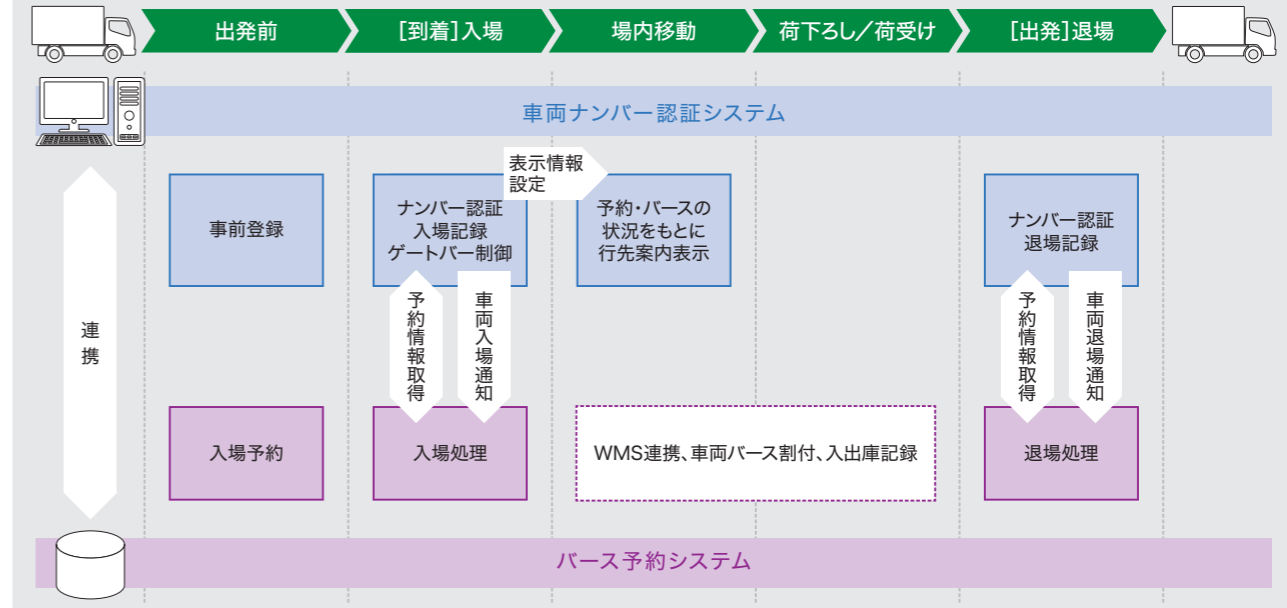 出発前
[到着]入場
場内移動
荷下ろし／荷受け
[出発]退場
車両ナンバー認証システム
表示情報
設定
事前登録
ナンバー認証
入場記録
ゲートバー制御
予約・バースの
状況をもとに
行先案内表示
ナンバー認証
退場記録
連携
予約情報取得
車両入場通知
予約情報取得
車両退場通知
入場予約
入場処理
WMS連携、車両バース割付、入出庫記録
退場処理
バース予約システム